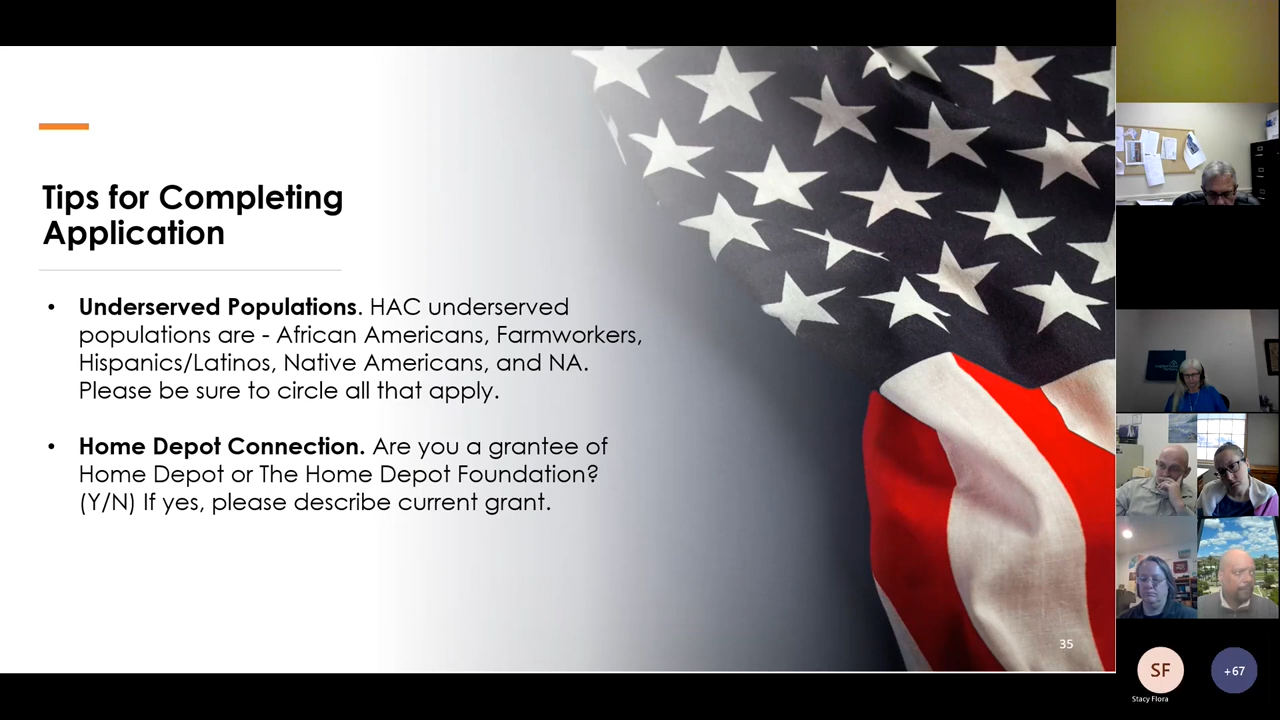 Tips for Completing
Application
• Underserved Populations. HAC underserved
populations are - African Americans, Farmworkers,
Hispanics/Latinos, Native Americans, and NA.
Please be sure to circle all that apply.
• Home Depot Connection. Are you a grantee of
Home Depot or The Home Depot Foundation?
(Y/N) If yes, please describe current grant.
35
SF
+67
Stacy Flora